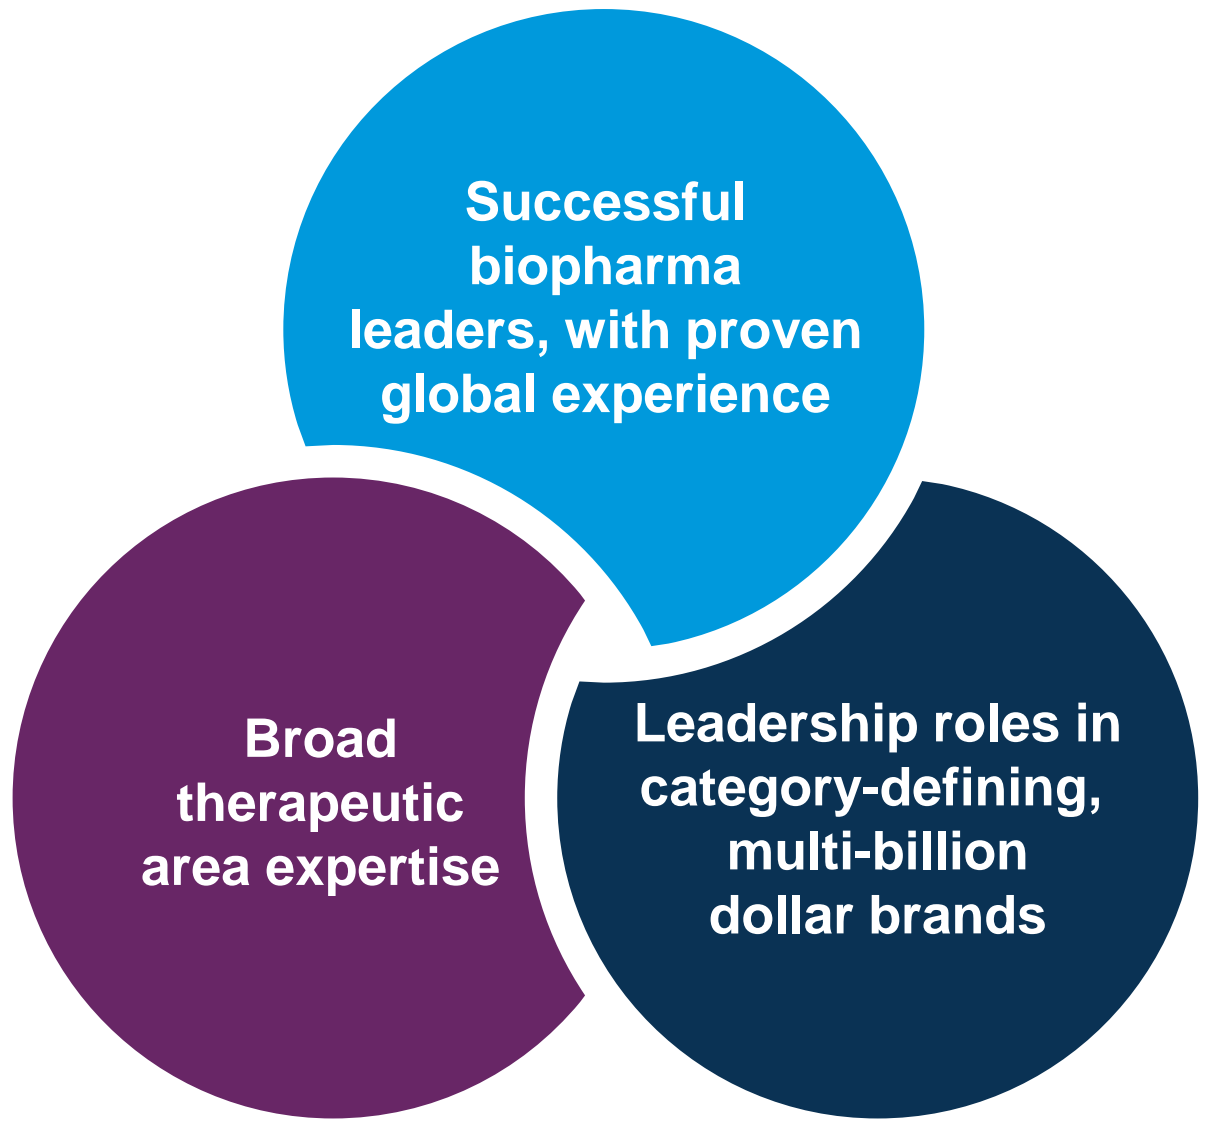 Successful
biopharma
leaders, with proven
global experience
Broad
therapeutic
area expertise
Leadership roles in
category-defining,
multi-billion
dollar brands